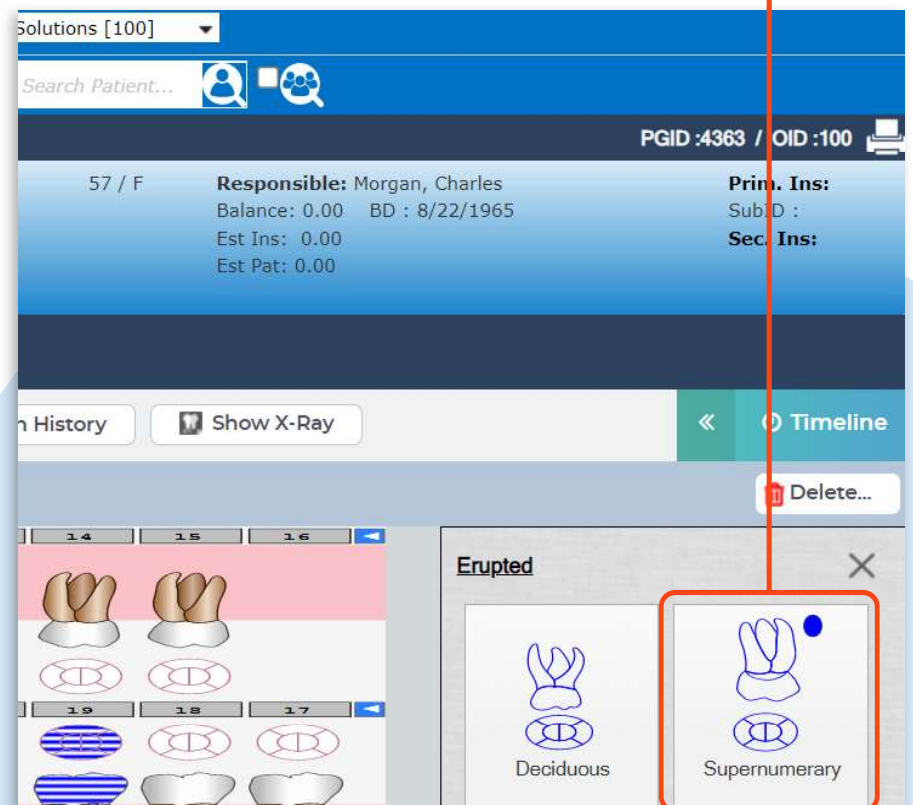 Solutions [100]
Search Patient...
PGID :4363 / OID :100
57 / F
Responsible: Morgan, Charles
Prim. Ins:
Balance: 0.00 BD : 8/22/1965
SubID :
Est Ins: 0.00
Sec. Ins:
Est Pat: 0.00
n History
Show X-Ray
«
Timeline
Delete...
14 15 16
Erupted
19 18 17
Deciduous
Supernumerary